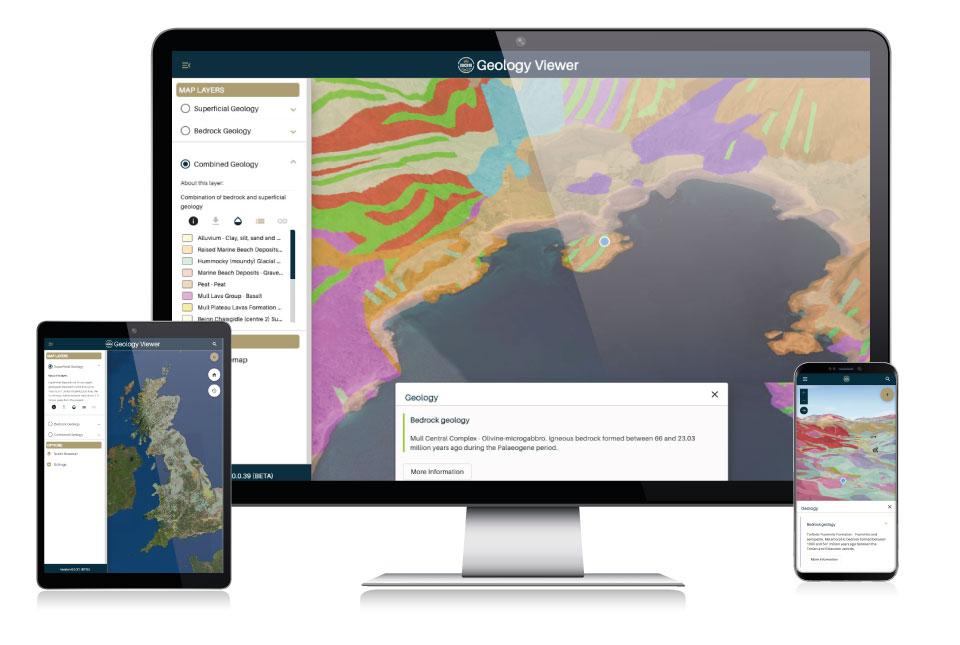 Geology Viewer
MAP LAYERS
Superficial Geology
Bedrock Geology
Combined Geology
About this layer:
Combination of bedrock and superficial
geology
Alluvium - Clay, silt, sand and ...
Raised Marine Beach Deposits...
Hummocky (moundy) Glacial ...
Marine Beach Deposits - Grave...
Peat - Peat
Mull Lava Group - Basalt
Mull Plateau Lavas Formation ...
(centre 2) Su...
emap
0.0.39 (BETA)
Geology
Bedrock geology
Mull Central Complex - Olivine-microgabbro. Igneous bedrock formed between 66 and 23.03
million years ago during the Palaeogene period.
More Information
Geology Viewer
MAP LAYERS
Superficial Geology
About this layer:
Bedrock Geology
Combined Geology
OPTIONS
Settings
Geology
Bedrock geology
More Information